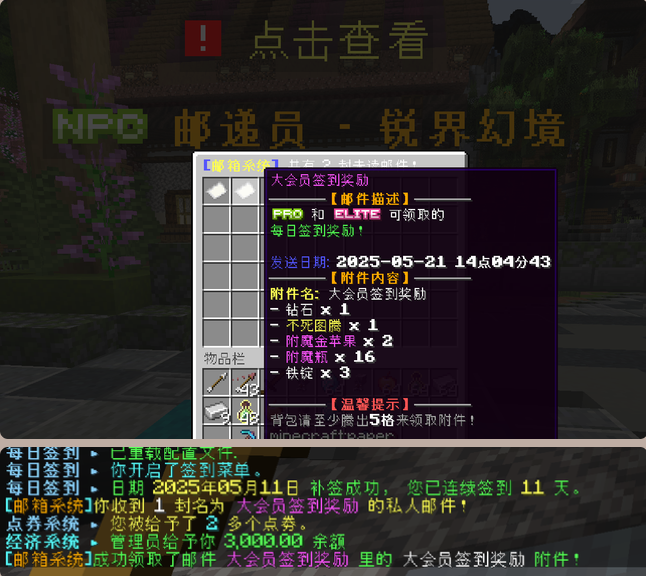 ! 点击查看
NPC 邮递员 - 锐界幻境
[邮箱系统] 共有 2 封未读邮件!
大会员签到奖励
【邮件描述】
PRO 和 ELITE 可领取的
每日签到奖励!
发送日期: 2025-05-21 14点04分43
【附件内容】
附件名: 大会员签到奖励
- 钻石 x 1
- 不死图腾 x 1
- 附魔金苹果 x 2
- 附魔瓶 x 16
- 铁锭 x 3
物品栏
43
【温馨提示】
背包请至少腾出5格来领取附件!
minecraft:paper
每日签到 ▸ 已重载配置文件.
每日签到 ▸ 你开启了签到菜单。
每日签到 ▸ 日期 2025年05月11日 补签成功, 您已连续签到 11 天。
[邮箱系统]你收到 1 封名为 大会员签到奖励 的私人邮件!
点券系统 ▸ 您被给予了 2 多个点劵。
经济系统 ▸ 管理员给予你 3,000.00 余额
[邮箱系统]成功领取了邮件 大会员签到奖励 里的 大会员签到奖励 附件!